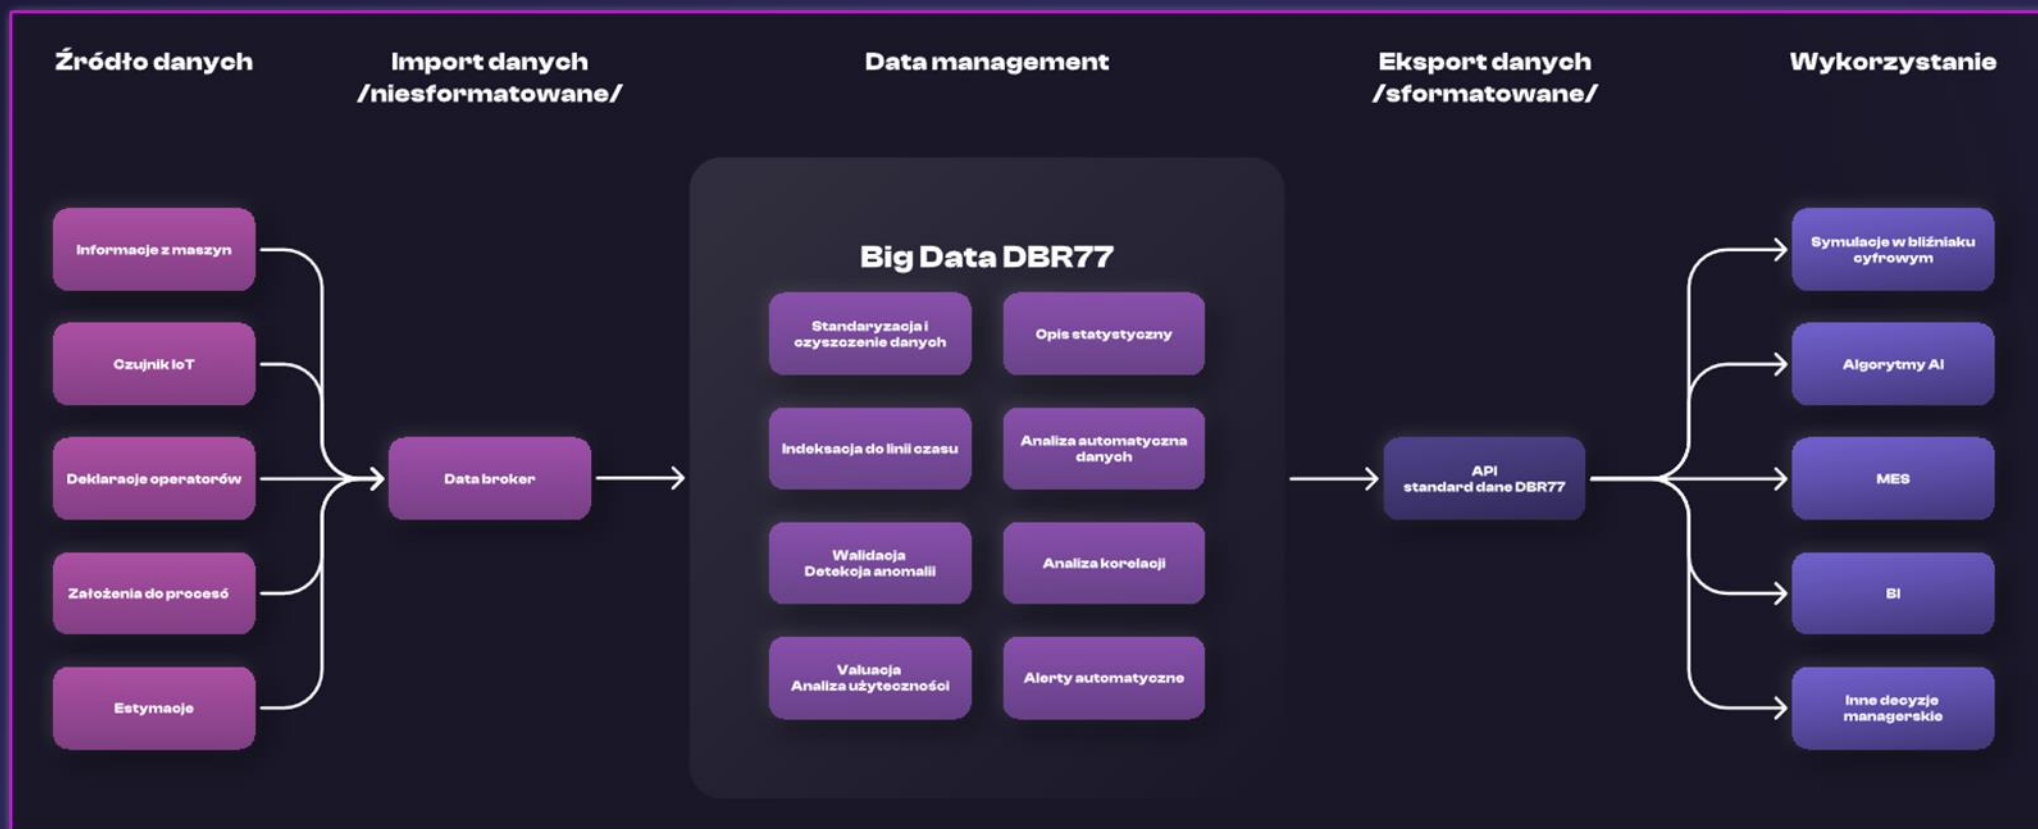 Źródło danych
Import danych
/niesformatowane/
Data management
Eksport danych
/sformatowane/
Wykorzystanie
Informacje z maszyn
Czujnik IoT
Deklaracje operatorów
Założenia do procesó
Estymacje
Data broker
Big Data DBR77
Standaryzacja i
czyszczenie danych
Opis statystyczny
Indeksacja do linii czasu
Analiza automatyczna
danych
Walidacja
Detekcja anomalii
Analiza korelacji
Valuacja
Analiza użyteczności
Alerty automatyczne
API
standard dane DBR77
Symulacje w bliźniaku
cyfrowym
Algorytmy AI
MES
BI
Inne decyzje
managerskie